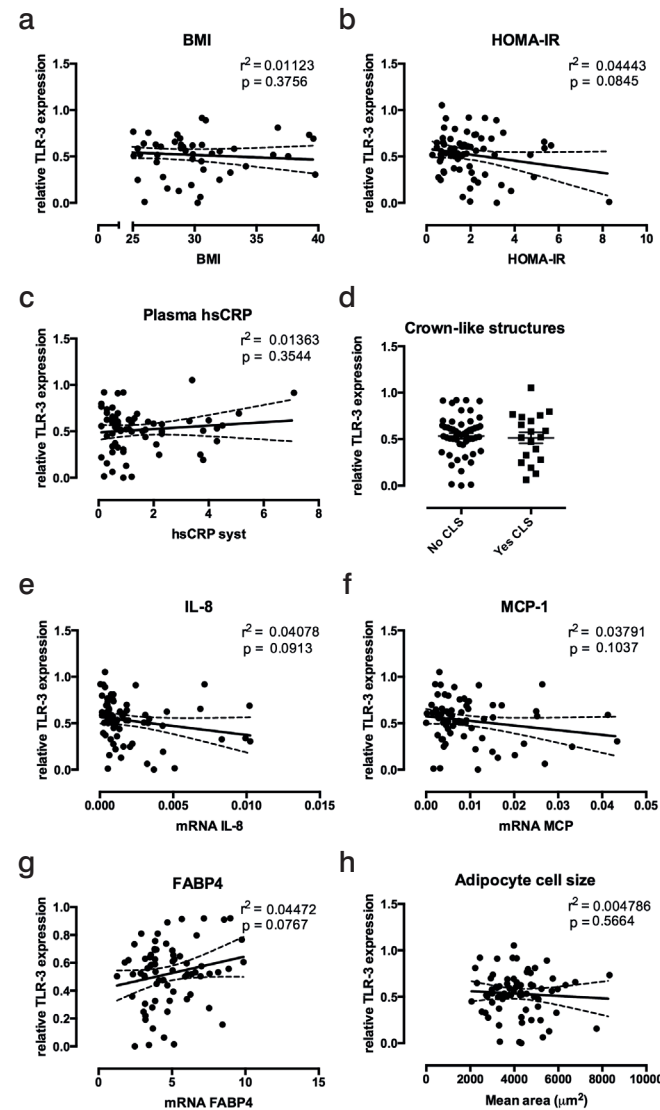 a
BMI
r² = 0.01123
p = 0.3756
relative TLR-3 expression
1.5
1.0
0.5
0.0
0 25 30 35 40
BMI
b
HOMA-IR
r² = 0.04443
p = 0.0845
relative TLR-3 expression
1.5
1.0
0.5
0.0
0 2 4 6 8 10
HOMA-IR
c
Plasma hsCRP
r² = 0.01363
p = 0.3544
relative TLR-3 expression
1.5
1.0
0.5
0.0
0 2 4 6 8
hsCRP syst
d
Crown-like structures
relative TLR-3 expression
1.5
1.0
0.5
0.0
No CLS
Yes CLS
e
IL-8
r² = 0.04078
p = 0.0913
relative TLR-3 expression
1.5
1.0
0.5
0.0
0.000 0.005 0.010 0.015
mRNA IL-8
f
MCP-1
r² = 0.03791
p = 0.1037
relative TLR-3 expression
1.5
1.0
0.5
0.0
0.00 0.01 0.02 0.03 0.04 0.05
mRNA MCP
g
FABP4
r² = 0.04472
p = 0.0767
relative TLR-3 expression
1.0
0.8
0.6
0.4
0.2
0.0
0 5 10 15
mRNA FABP4
h
Adipocyte cell size
r² = 0.004786
p = 0.5664
relative TLR-3 expression
1.5
1.0
0.5
0.0
0 2000 4000 6000 8000 10000
Mean area (μm²)